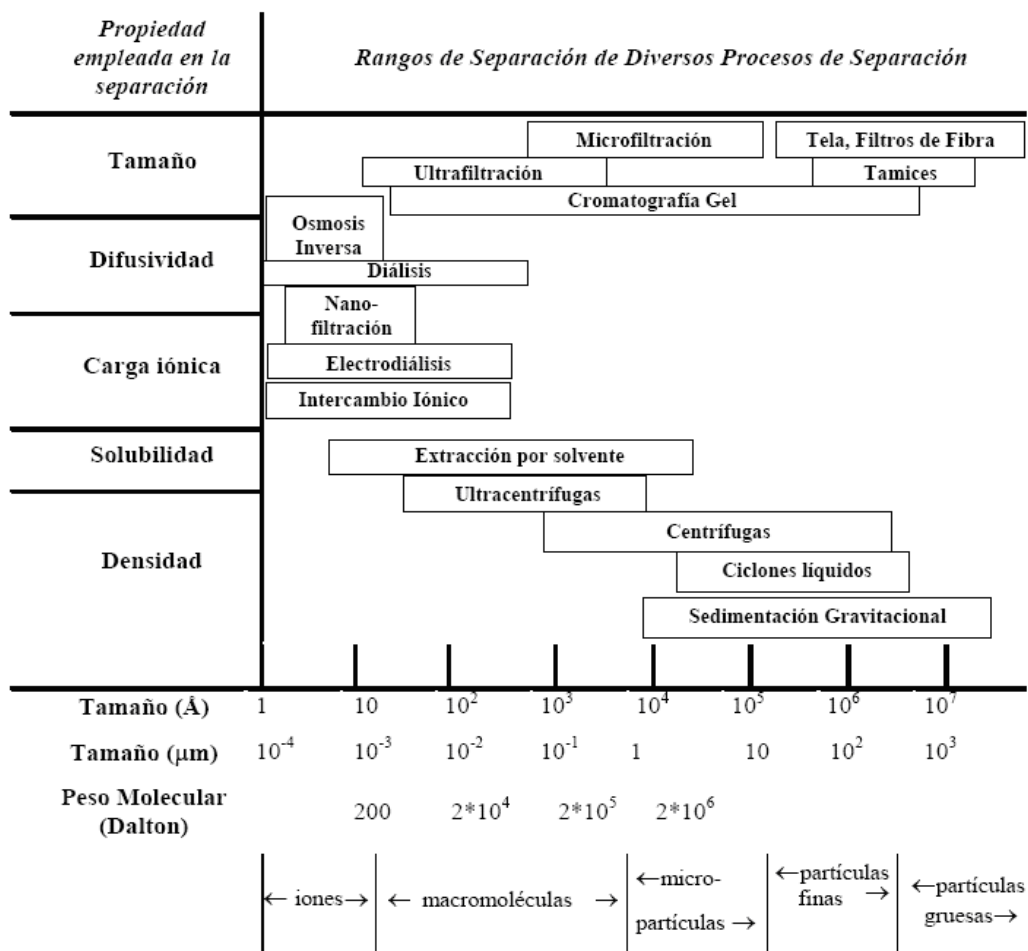 Propiedad
empleada en la
separación
Rangos de Separación de Diversos Procesos de Separación
Tamaño
Microfiltración
Tela, Filtros de Fibra
Ultrafiltración
Tamices
Cromatografía Gel
Osmosis
Inversa
Difusividad
Diálisis
Nano-
filtración
Carga iónica
Electrodiálisis
Intercambio Iónico
Solubilidad
Extracción por solvente
Ultracentrífugas
Centrífugas
Densidad
Ciclones líquidos
Sedimentación Gravitacional
Tamaño (Å) 1 10 10² 10³ 10⁴ 10⁵ 10⁶ 10⁷
Tamaño (µm) 10⁻⁴ 10⁻³ 10⁻² 10⁻¹ 1 10 10² 10³
Peso Molecular
(Dalton)
200 2*10⁴ 2*10⁵ 2*10⁶
← iones→
← macromoléculas →
←micro-
partículas →
←partículas
finas →
←partículas
gruesas→